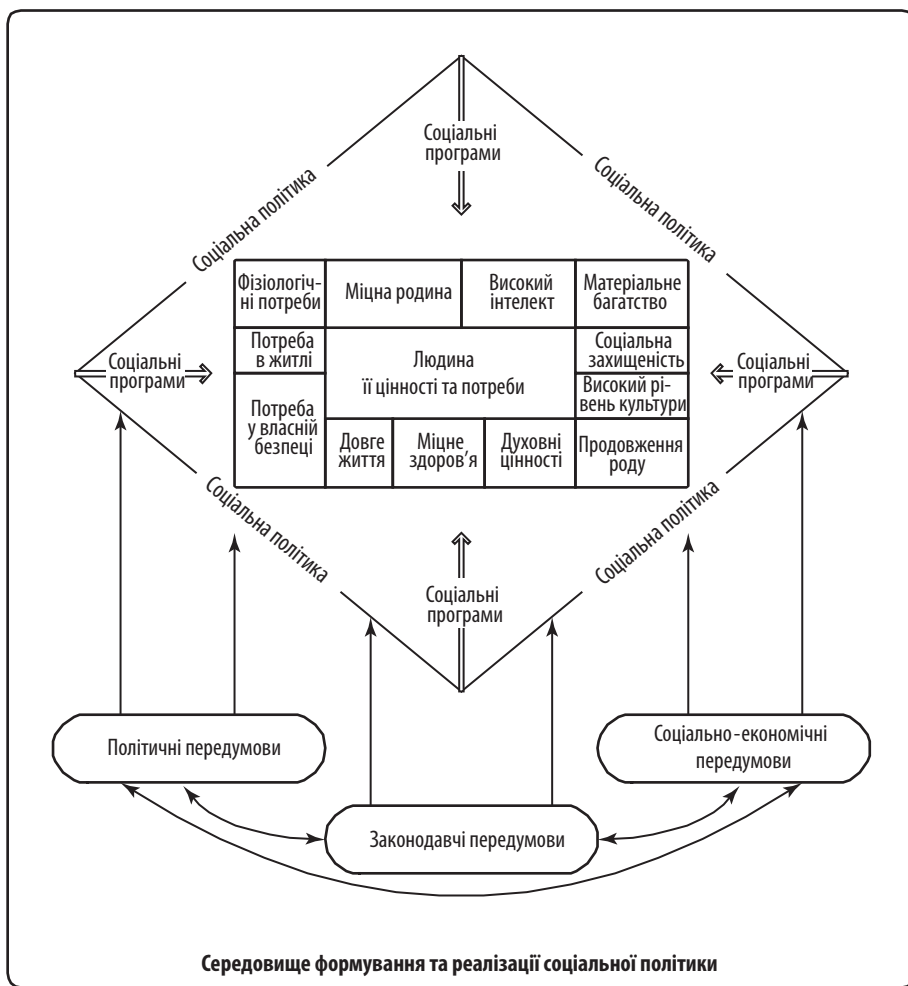 Соціальні
програми
Соціальна політика
Соціальна політика
Фізіологіч-
ні потреби
Міцна родина
Високий
інтелект
Матеріальне
багатство
Соціальні
програми
Потреба
в житлі
Людина
її цінності та потреби
Соціальна
захищеність
Соціальні
програми
Високий рі-
вень культури
Потреба
у власній
безпеці
Довге
життя
Міцне
здоров’я
Духовні
цінності
Продовження
роду
Соціальна політика
Соціальна політика
Соціальні
програми
Політичні передумови
Соціально-економічні
передумови
Законодавчі передумови
Середовище формування та реалізації соціальної політики